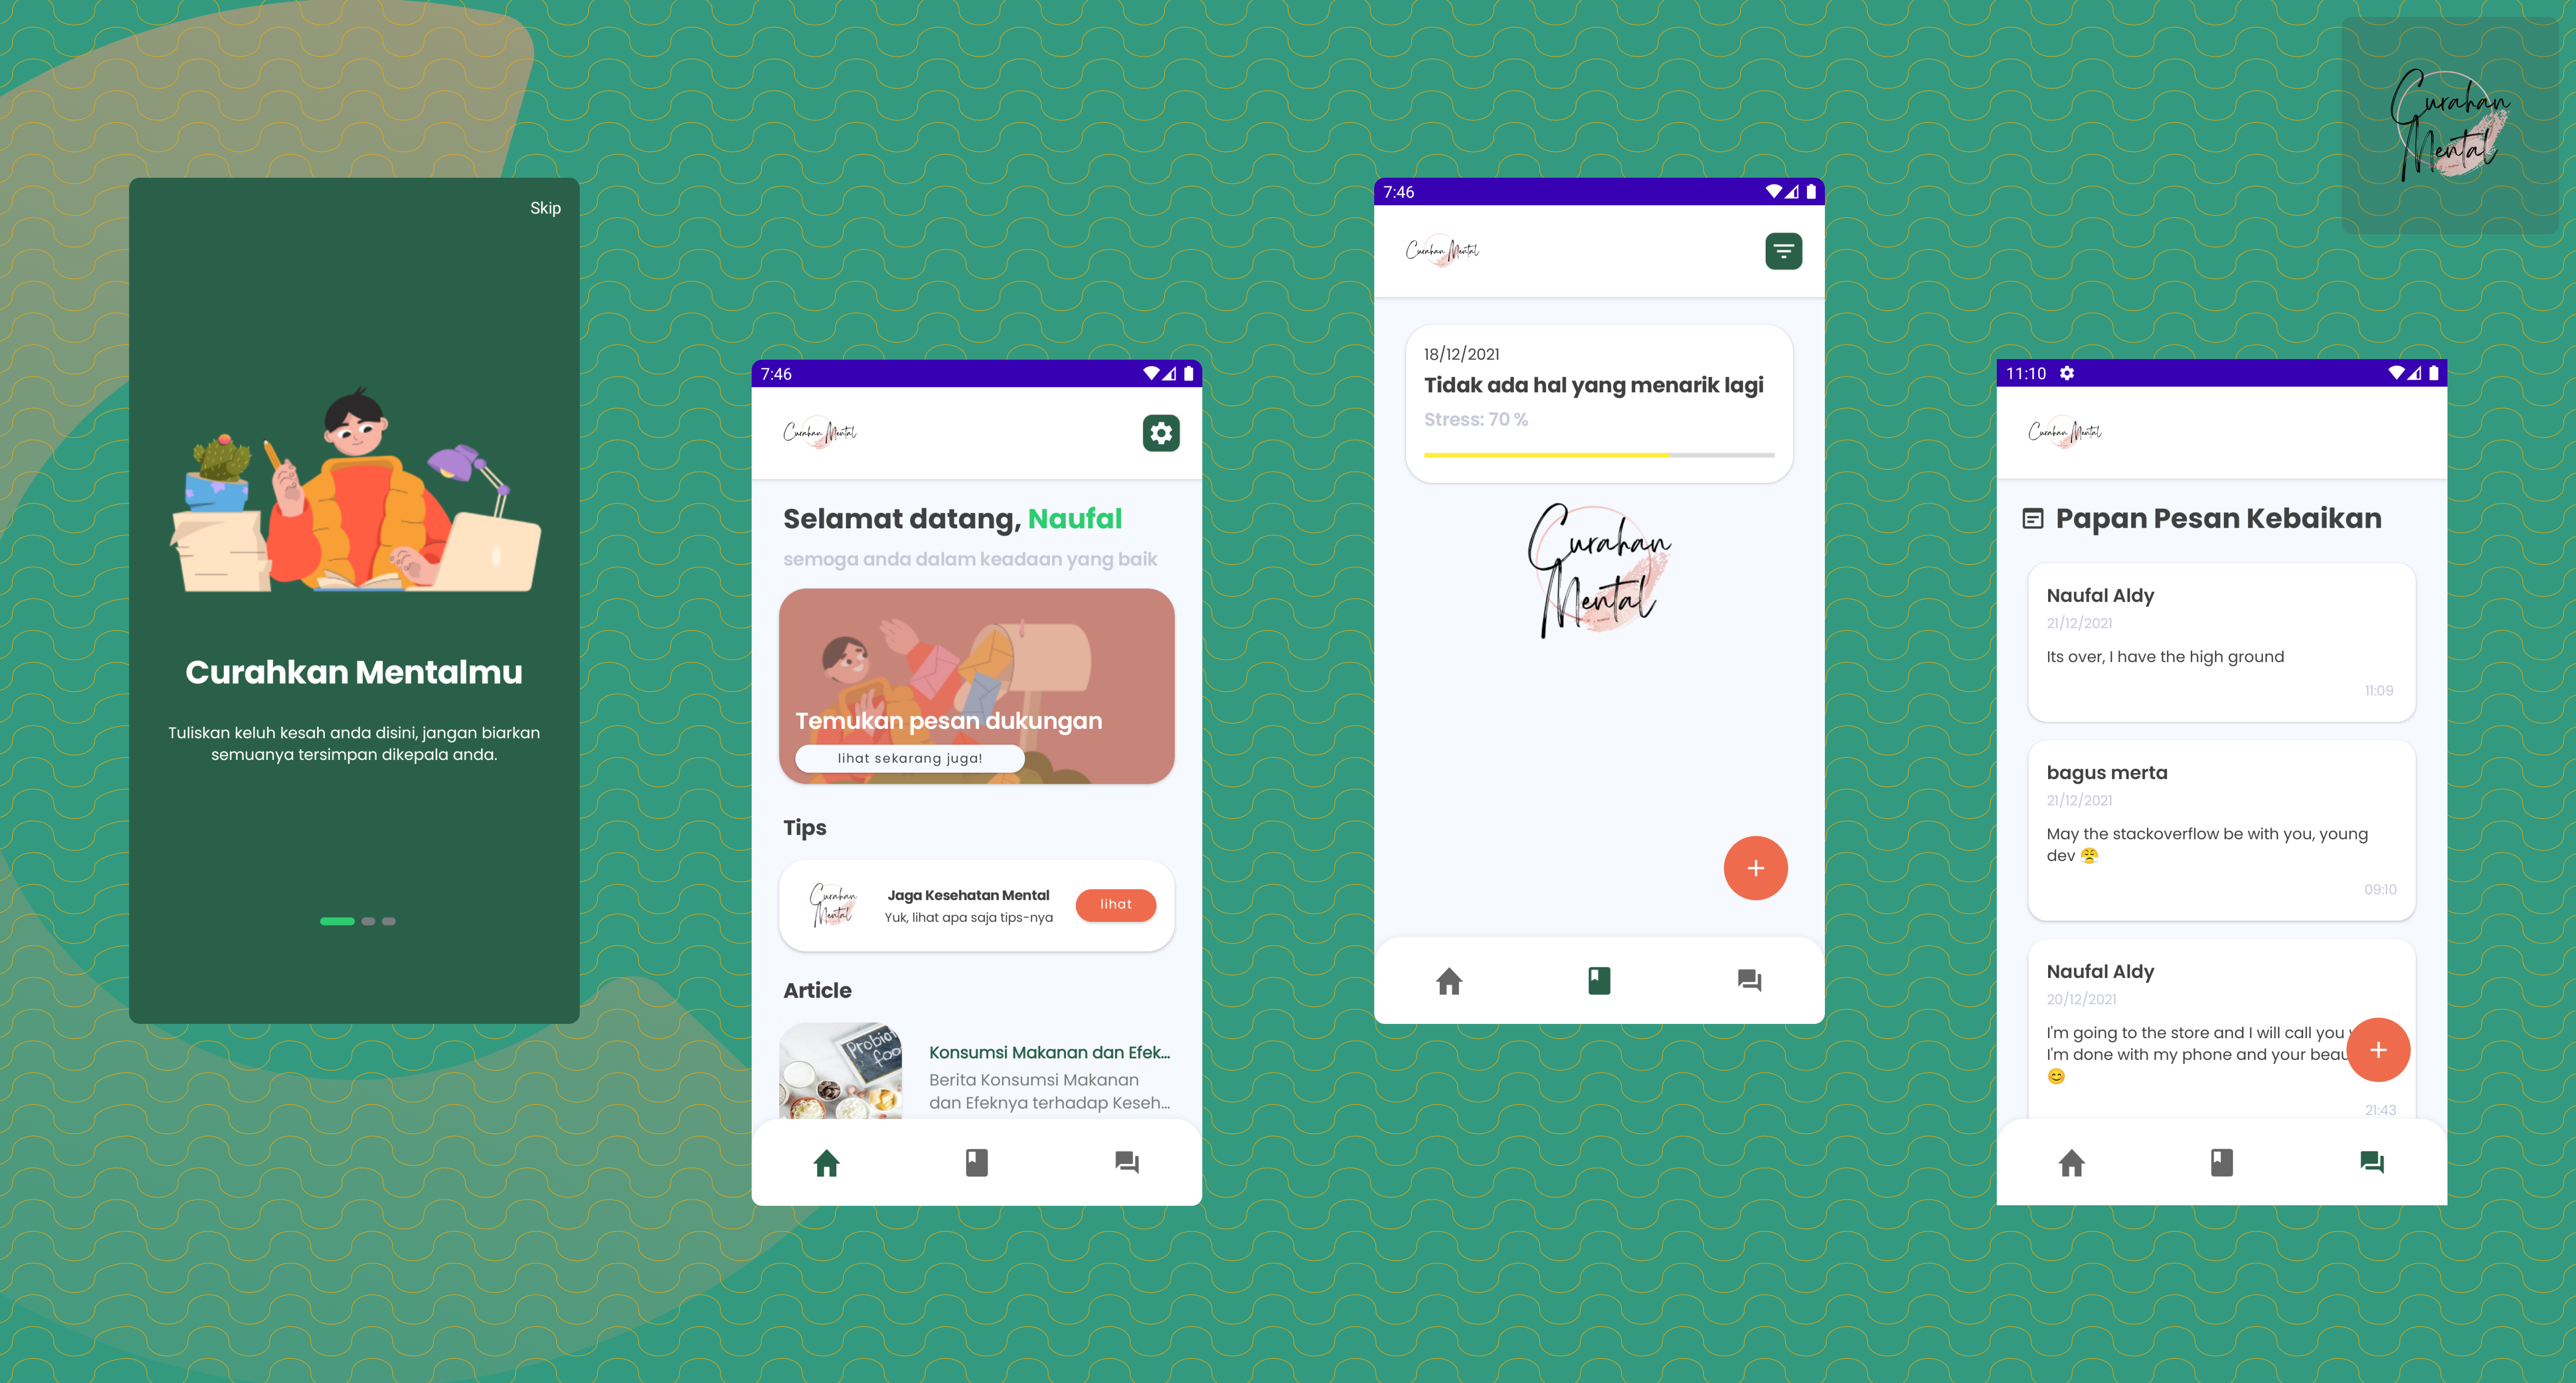 Skip
Curahkan Mentalmu
Tuliskan keluh kesah anda disini, jangan biarkan
semuanya tersimpan dikepala anda.
7:46
Curahan Mental
Selamat datang, Naufal
semoga anda dalam keadaan yang baik
Temukan pesan dukungan
lihat sekarang juga!
Tips
Curahan
Mental
Jaga Kesehatan Mental
Yuk, lihat apa saja tips-nya
lihat
Article
Konsumsi Makanan dan Efek...
Berita Konsumsi Makanan
dan Efeknya terhadap Keseh...
7:46
Curahan Mental
18/12/2021
Tidak ada hal yang menarik lagi
Stress: 70 %
Curahan
Mental
Curahan
Mental
11:10
Curahan Mental
Papan Pesan Kebaikan
Naufal Aldy
21/12/2021
Its over, I have the high ground
11:09
bagus merta
21/12/2021
May the stackoverflow be with you, young
dev 😤
09:10
Naufal Aldy
20/12/2021
I'm going to the store and I will call you
I'm done with my phone and your beau
😊
21:43